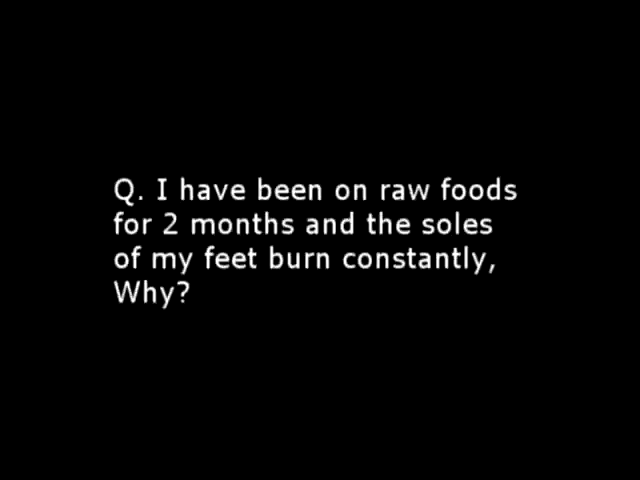 Q. I have been on raw foods
for 2 months and the soles
of my feet burn constantly,
Why?